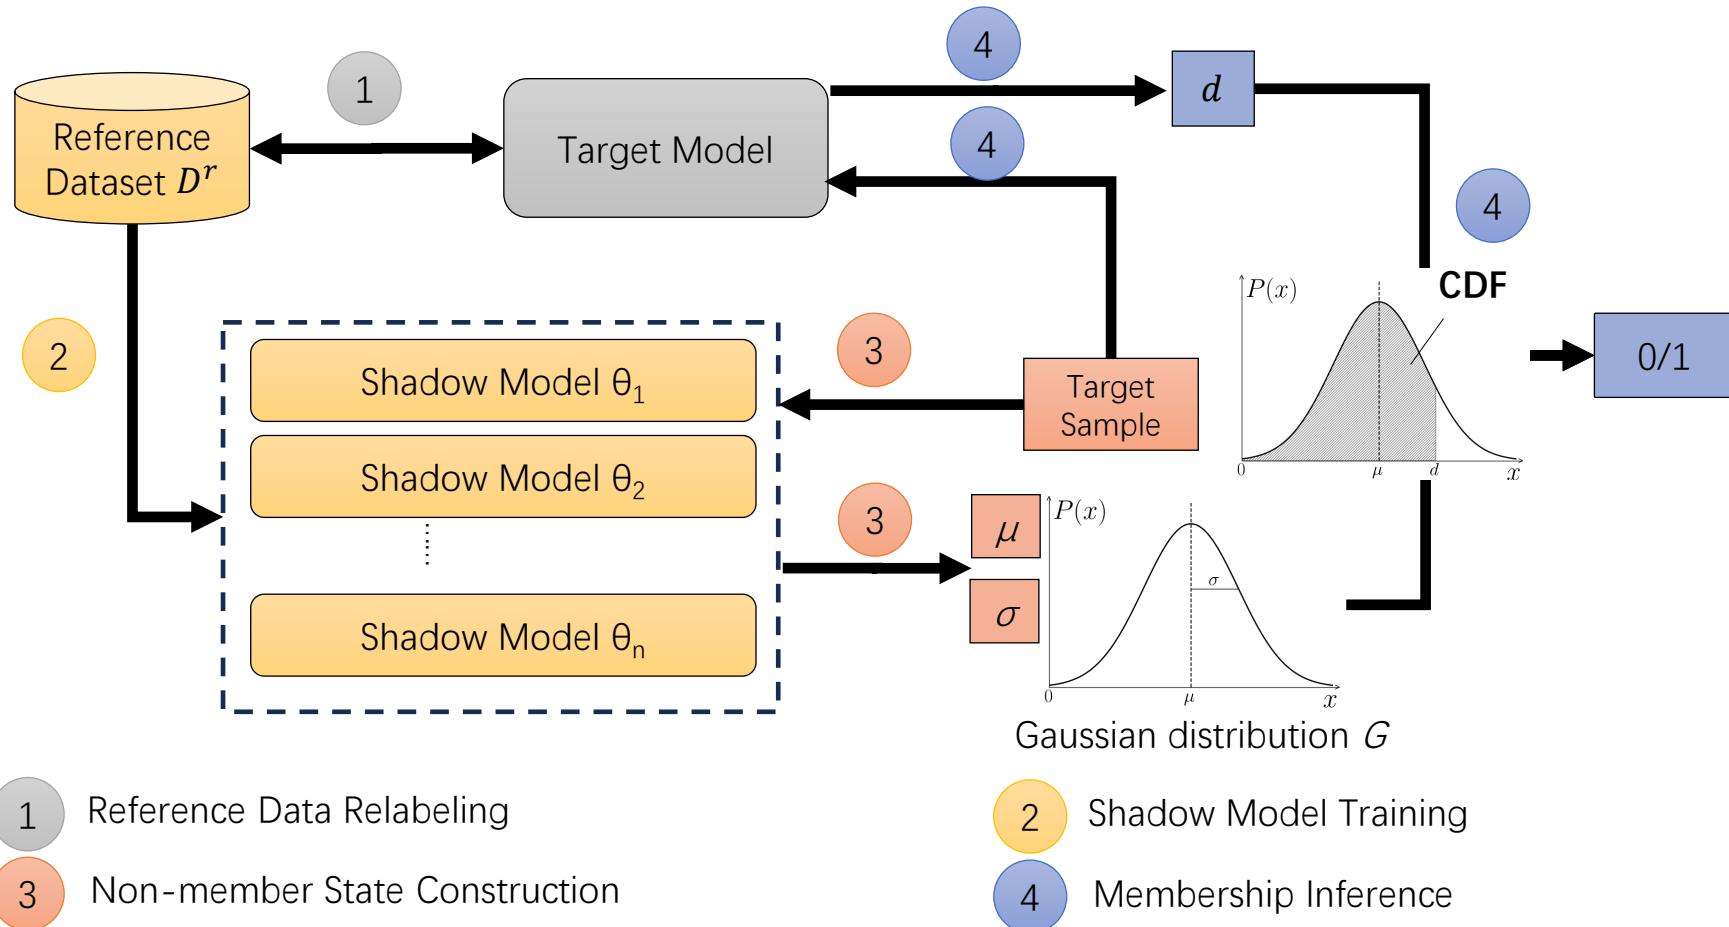 4
1
d
Reference
Dataset Dʳ
Target Model
4
4
CDF
P(x)
0
μ
d
x
0/1
2
Shadow Model θ₁
3
Target
Sample
Shadow Model θ₂
3
μ
σ
P(x)
σ
0
μ
x
Shadow Model θₙ
Gaussian distribution G
1
Reference Data Relabeling
2
Shadow Model Training
3
Non-member State Construction
4
Membership Inference